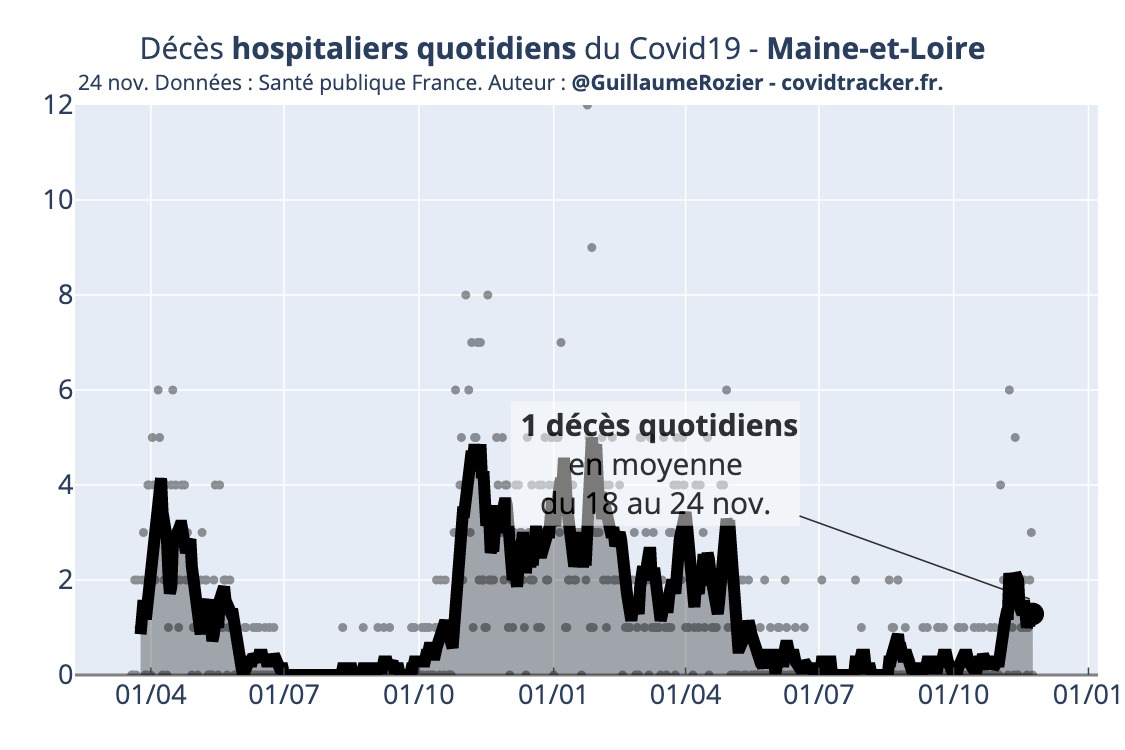 Décès hospitaliers quotidiens du Covid19 - Maine-et-Loire
24 nov. Données : Santé publique France. Auteur : @GuillaumeRozier - covidtracker.fr.
12
10
8
6
4
2
0
1 décès quotidiens
en moyenne
du 18 au 24 nov.
01/04 01/07 01/10 01/01 01/04 01/07 01/10 01/01